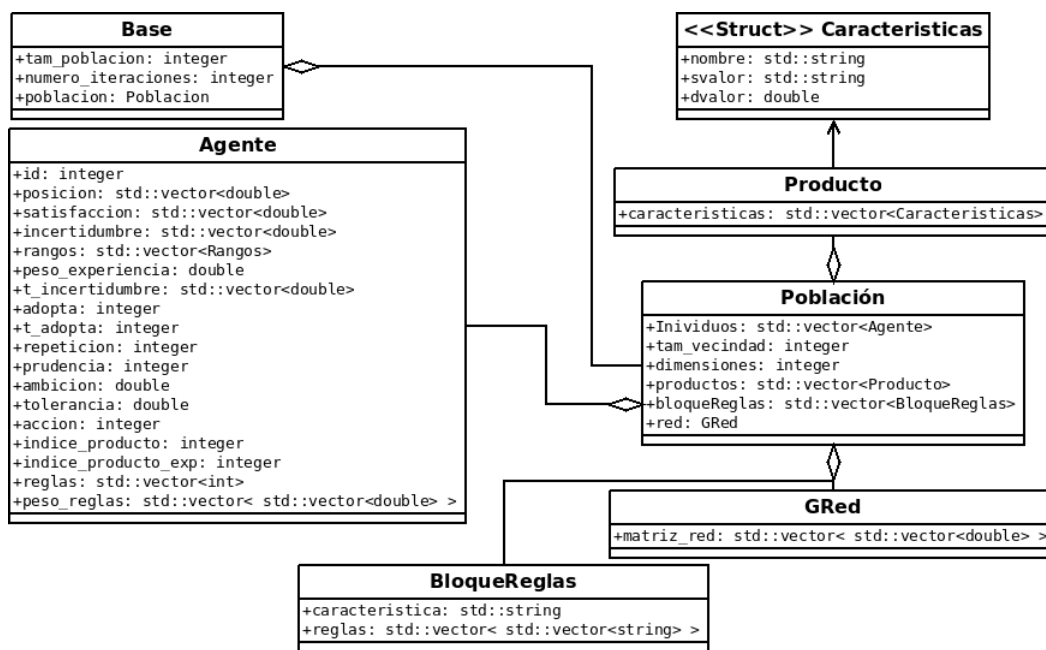 Base
+tam_poblacion: integer
+numero_iteraciones: integer
+poblacion: Poblacion
<<Struct>> Caracteristicas
+nombre: std::string
+svalor: std::string
+dvalor: double
Agente
+id: integer
+posicion: std::vector<double>
+satisfaccion: std::vector<double>
+incertidumbre: std::vector<double>
+rangos: std::vector<Rangos>
+peso_experiencia: double
+t_incertidumbre: std::vector<double>
+adopta: integer
+t_adopta: integer
+repeticion: integer
+prudencia: integer
+ambicion: double
+tolerancia: double
+accion: integer
+indice_producto: integer
+indice_producto_exp: integer
+reglas: std::vector<int>
+peso_reglas: std::vector< std::vector<double> >
Producto
+caracteristicas: std::vector<Caracteristicas>
Población
+Inividuos: std::vector<Agente>
+tam_vecindad: integer
+dimensiones: integer
+productos: std::vector<Producto>
+bloqueReglas: std::vector<BloqueReglas>
+red: GRed
GRed
+matriz_red: std::vector< std::vector<double> >
BloqueReglas
+caracteristica: std::string
+reglas: std::vector< std::vector<string> >